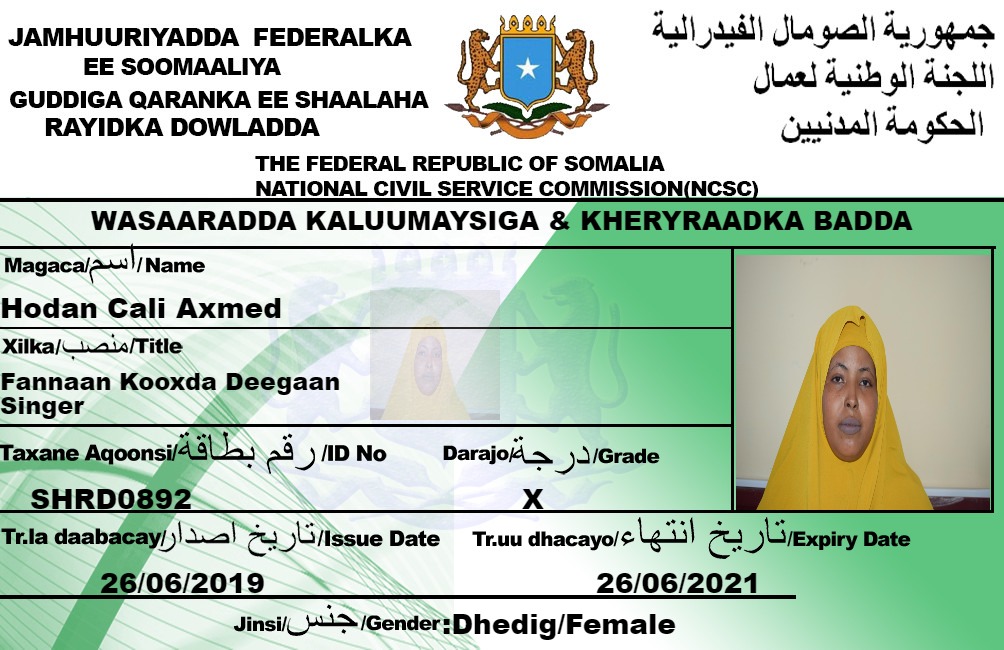 JAMHUURIYADDA FEDERALKA
EE SOOMAALIYA
GUDDIGA QARANKA EE SHAALAHA
RAYIDKA DOWLADDA
جمهورية الصومال الفيدرالية
اللجنة الوطنية لعمال
الحكومة المدنيين
THE FEDERAL REPUBLIC OF SOMALIA
NATIONAL CIVIL SERVICE COMMISSION(NCSC)
WASAARADDA KALUUMAYSIGA & KHERYRAADKA BADDA
Magaca/اسم/Name
Hodan Cali Axmed
Xilka/منصب/Title
Fannaan Kooxda Deegaan
Singer
Taxane Aqoonsi/رقم بطاقة/ID No
Darajo/درجة/Grade
SHRD0892
X
Tr.la daabacay/تاريخ اصدار/Issue Date
Tr.uu dhacayo/تاريخ انتهاء/Expiry Date
26/06/2019
26/06/2021
Jinsi/جنس/Gender:Dhedig/Female